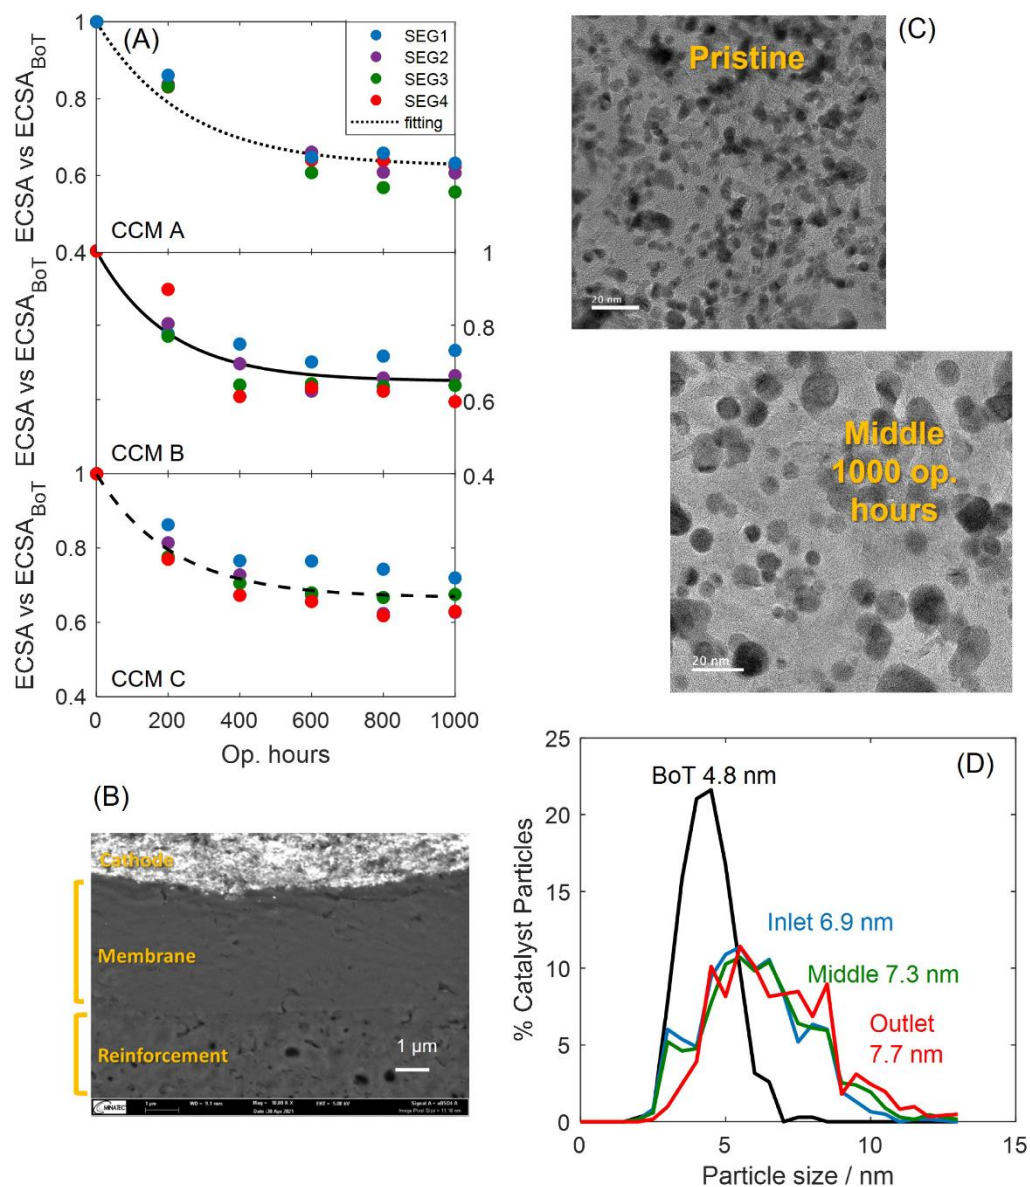 (A)
SEG1
SEG2
SEG3
SEG4
fitting
ECSA vs ECSA_BoT
1
0.8
0.6
0.4
CCM A
ECSA vs ECSA_BoT
1
0.8
0.6
0.4
CCM B
ECSA vs ECSA_BoT
1
0.8
0.6
0.4
CCM C
0 200 400 600 800 1000
Op. hours
(B)
Cathode
Membrane
Reinforcement
1 µm
(C)
Pristine
20 nm
Middle
1000 op.
hours
20 nm
(D)
% Catalyst Particles
25
20
15
10
5
0
BoT 4.8 nm
Inlet 6.9 nm
Middle 7.3 nm
Outlet
7.7 nm
0 5 10 15
Particle size / nm